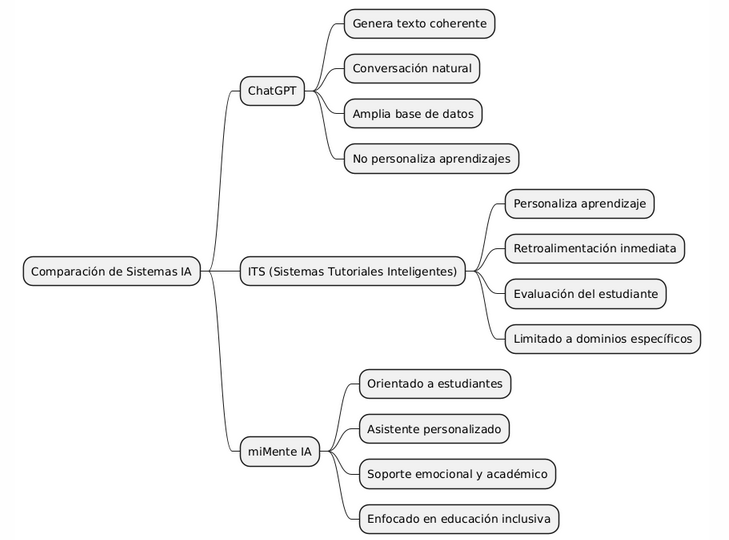 Comparación de Sistemas IA
ChatGPT
Genera texto coherente
Conversación natural
Amplia base de datos
No personaliza aprendizajes
ITS (Sistemas Tutoriales Inteligentes)
Personaliza aprendizaje
Retroalimentación inmediata
Evaluación del estudiante
Limitado a dominios específicos
miMente IA
Orientado a estudiantes
Asistente personalizado
Soporte emocional y académico
Enfocado en educación inclusiva